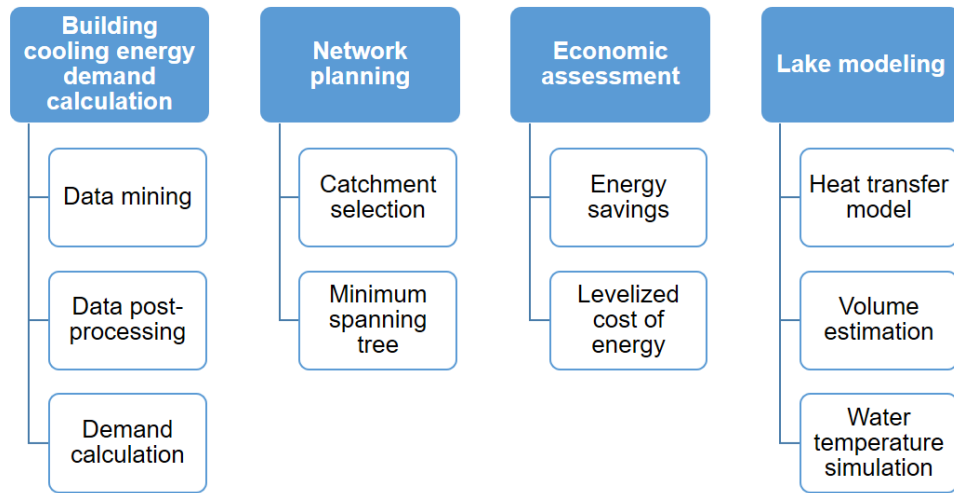 Building
cooling energy
demand
calculation
Data mining
Data post-
processing
Demand
calculation
Network
planning
Catchment
selection
Minimum
spanning
tree
Economic
assessment
Energy
savings
Levelized
cost of
energy
Lake modeling
Heat transfer
model
Volume
estimation
Water
temperature
simulation